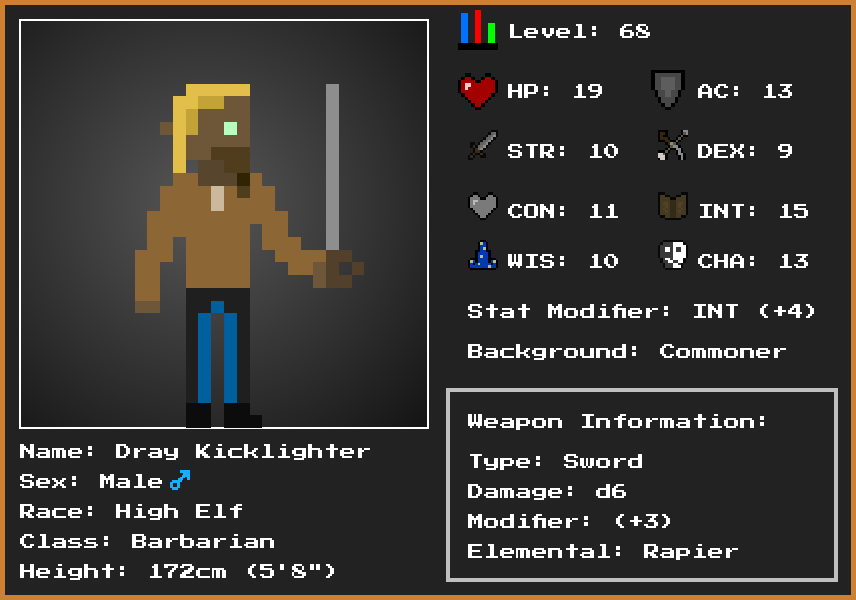 Level: 68
HP: 19 AC: 13
STR: 10 DEX: 9
CON: 11 INT: 15
WIS: 10 CHA: 13
Stat Modifier: INT (+4)
Background: Commoner
Weapon Information:
Type: Sword
Damage: d6
Modifier: (+3)
Elemental: Rapier
Name: Dray Kicklighter
Sex: Male♂
Race: High Elf
Class: Barbarian
Height: 172cm (5'8")